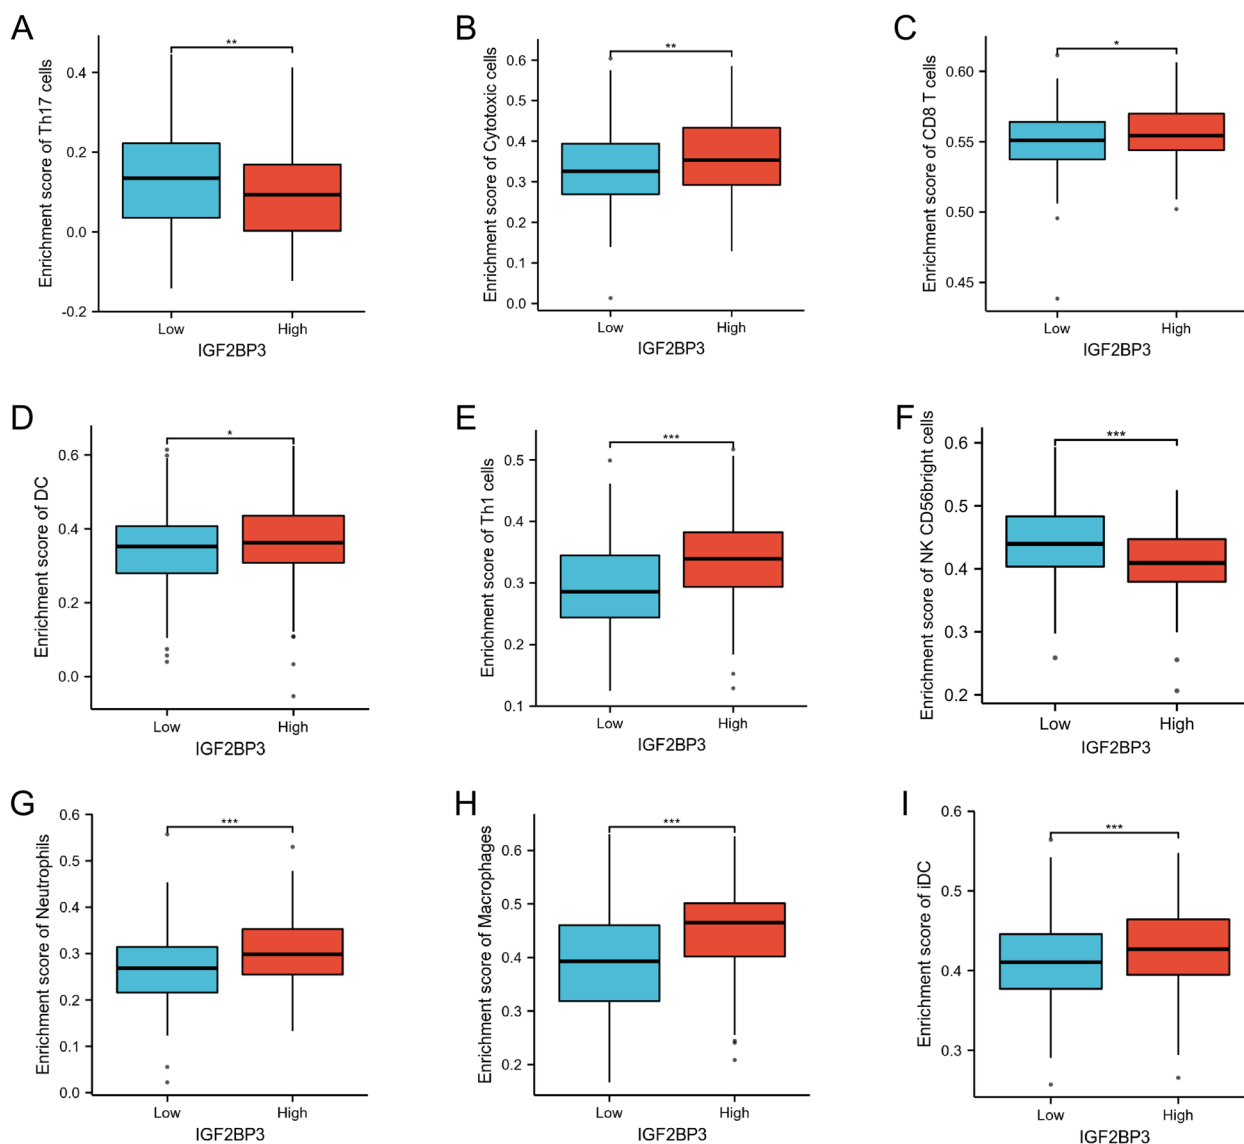 A
Enrichment score of Th17 cells
**
0.4
0.2
0.0
-0.2
Low
High
IGF2BP3
B
Enrichment score of Cytotoxic cells
**
0.6
0.5
0.4
0.3
0.2
0.1
0.0
Low
High
IGF2BP3
C
Enrichment score of CD8 T cells
*
0.60
0.55
0.50
0.45
Low
High
IGF2BP3
D
Enrichment score of DC
*
0.6
0.4
0.2
0.0
Low
High
IGF2BP3
E
Enrichment score of Th1 cells
***
0.5
0.4
0.3
0.2
0.1
Low
High
IGF2BP3
F
Enrichment score of NK CD56bright cells
***
0.6
0.5
0.4
0.3
0.2
Low
High
IGF2BP3
G
Enrichment score of Neutrophils
***
0.6
0.5
0.4
0.3
0.2
0.1
0.0
Low
High
IGF2BP3
H
Enrichment score of Macrophages
***
0.6
0.5
0.4
0.3
0.2
Low
High
IGF2BP3
I
Enrichment score of iDC
***
0.6
0.5
0.4
0.3
Low
High
IGF2BP3